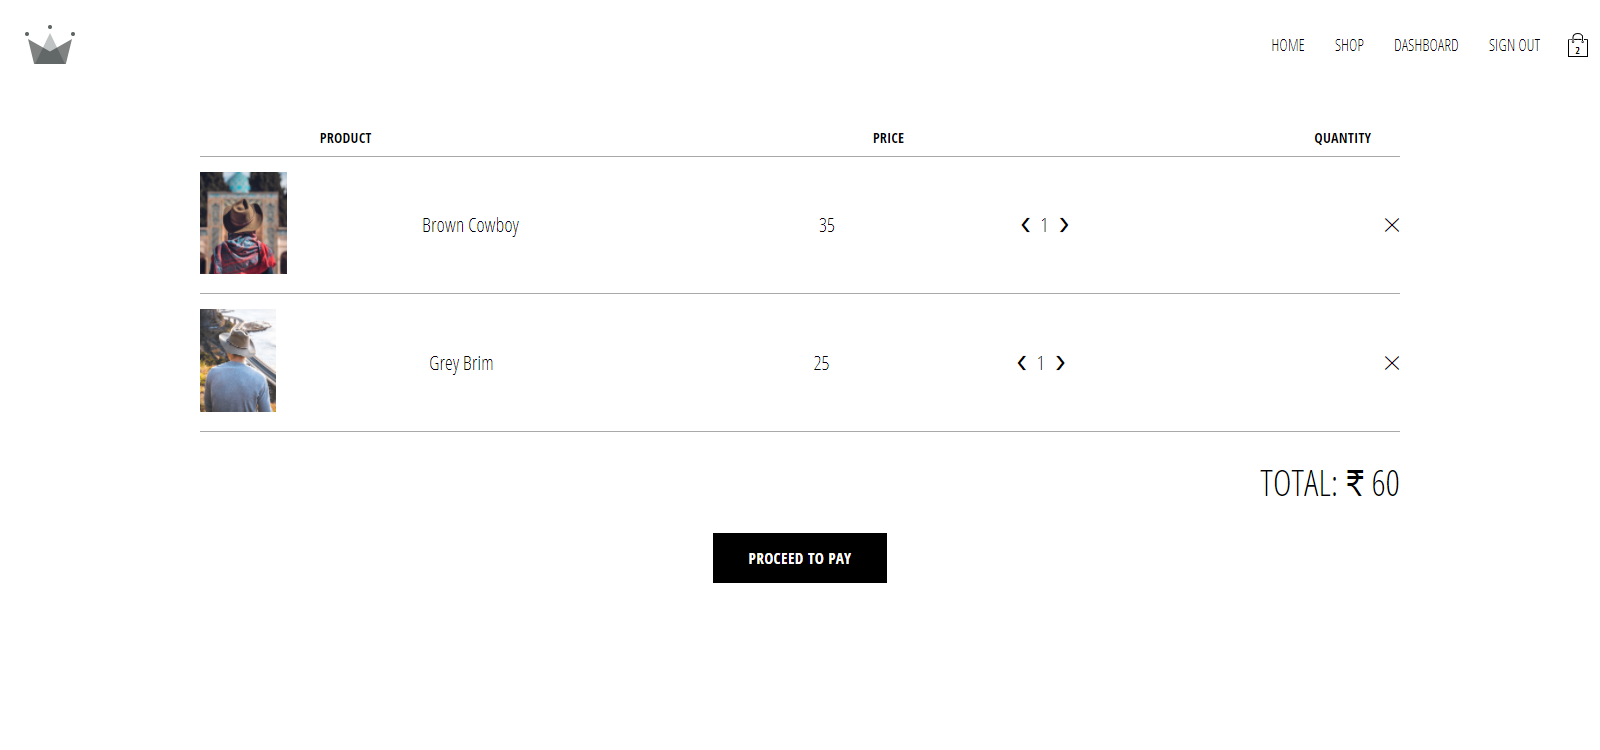 HOME SHOP DASHBOARD SIGN OUT 2
PRODUCT PRICE QUANTITY
Brown Cowboy 35 ❮ 1 ❯ ✕
Grey Brim 25 ❮ 1 ❯ ✕
TOTAL: ₹ 60
PROCEED TO PAY